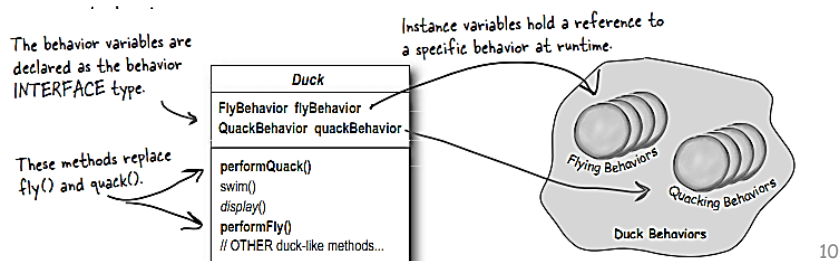 The behavior variables are
declared as the behavior
INTERFACE type.
These methods replace
fly() and quack().
Duck
FlyBehavior flyBehavior
QuackBehavior quackBehavior
performQuack()
swim()
display()
performFly()
// OTHER duck-like methods...
Instance variables hold a reference to
a specific behavior at runtime.
Flying Behaviors
Quacking Behaviors
Duck Behaviors
10